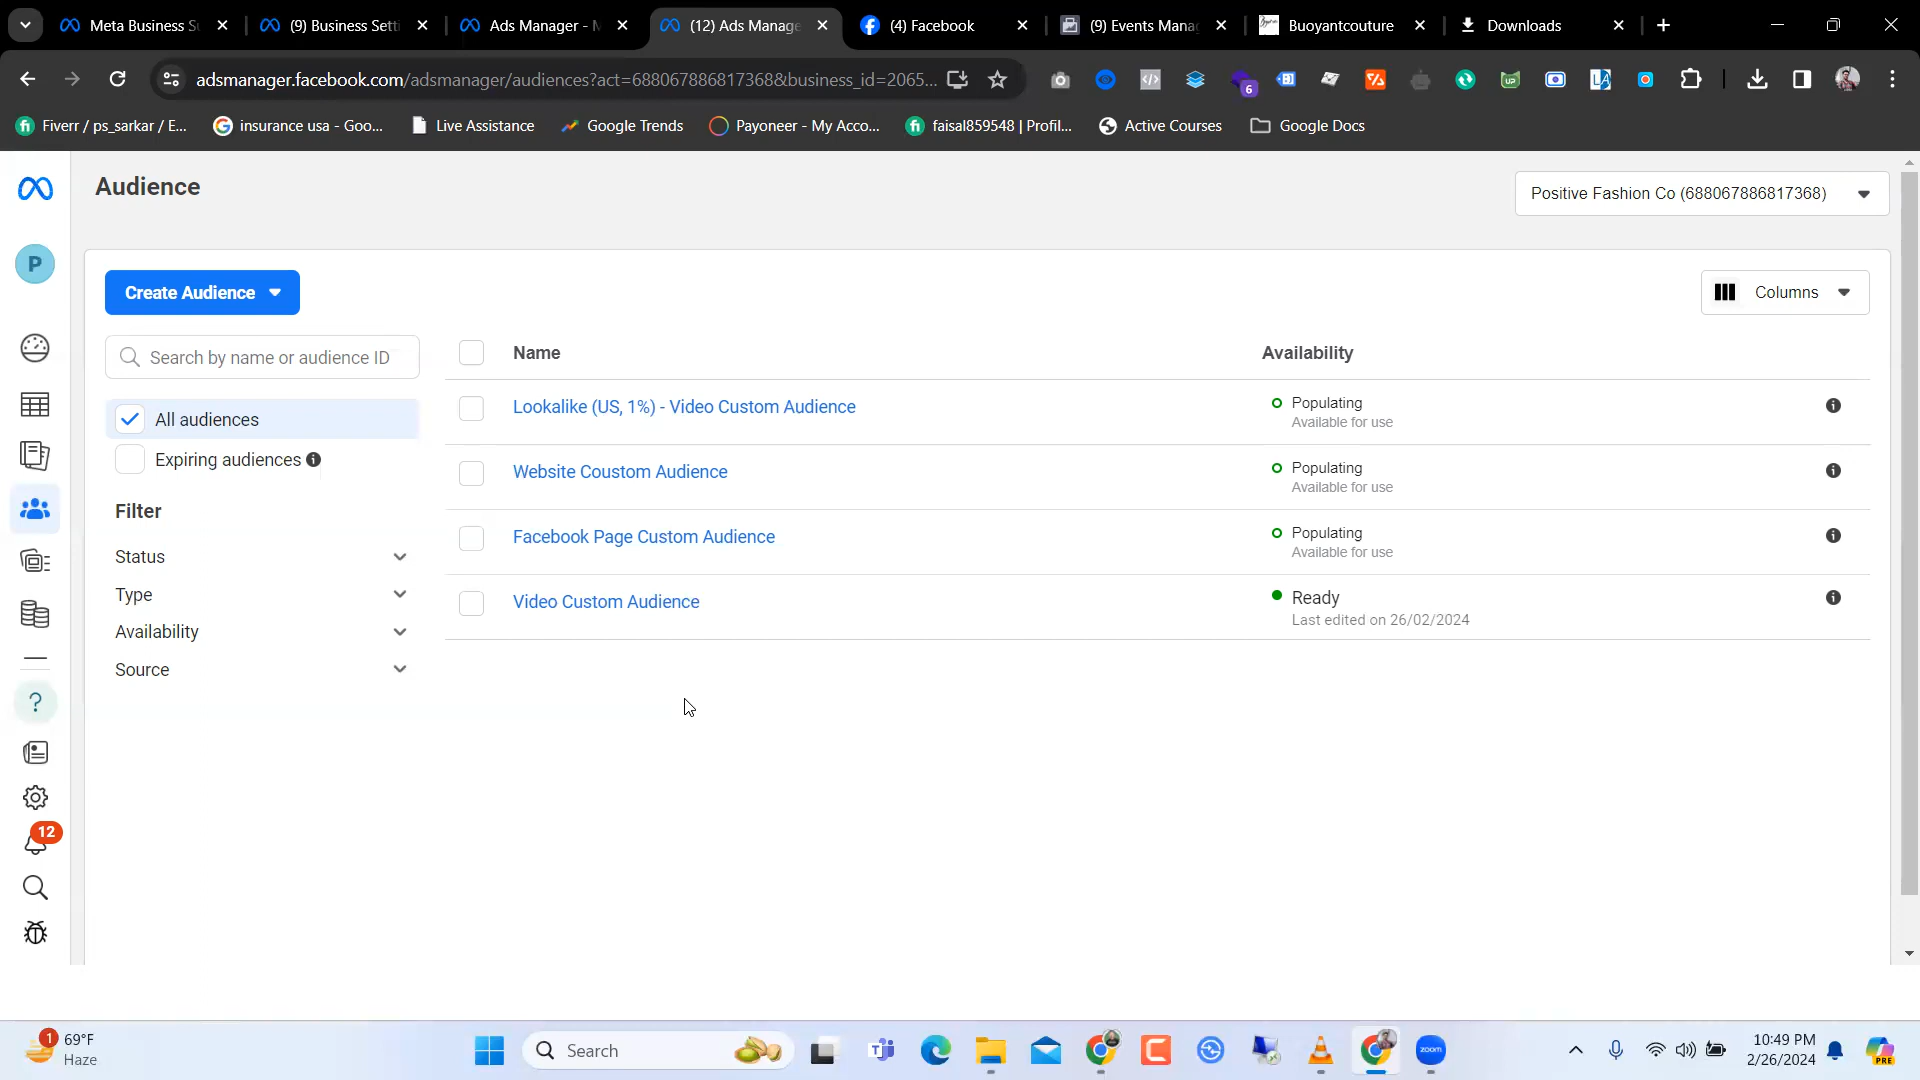 Meta Business Su
(9) Business Setti
Ads Manager - M
(12) Ads Manage
(4) Facebook
(9) Events Mana
Buoyantcouture
Downloads
adsmanager.facebook.com/adsmanager/audiences?act=688067886817368&business_id=2065...
6
Fiverr / ps_sarkar / E...
insurance usa - Goo...
Live Assistance
Google Trends
Payoneer - My Acco...
faisal859548 | Profil...
Active Courses
Google Docs
Audience
Positive Fashion Co (688067886817368)
P
Create Audience
Columns
Search by name or audience ID
Name
Availability
All audiences
Expiring audiences
Lookalike (US, 1%) - Video Custom Audience
Populating
Available for use
Website Coustom Audience
Populating
Available for use
Filter
Facebook Page Custom Audience
Populating
Available for use
Status
Type
Video Custom Audience
Ready
Last edited on 26/02/2024
Availability
Source
?
12
1
69°F
Haze
Search
zoom
10:49 PM
2/26/2024
PRE